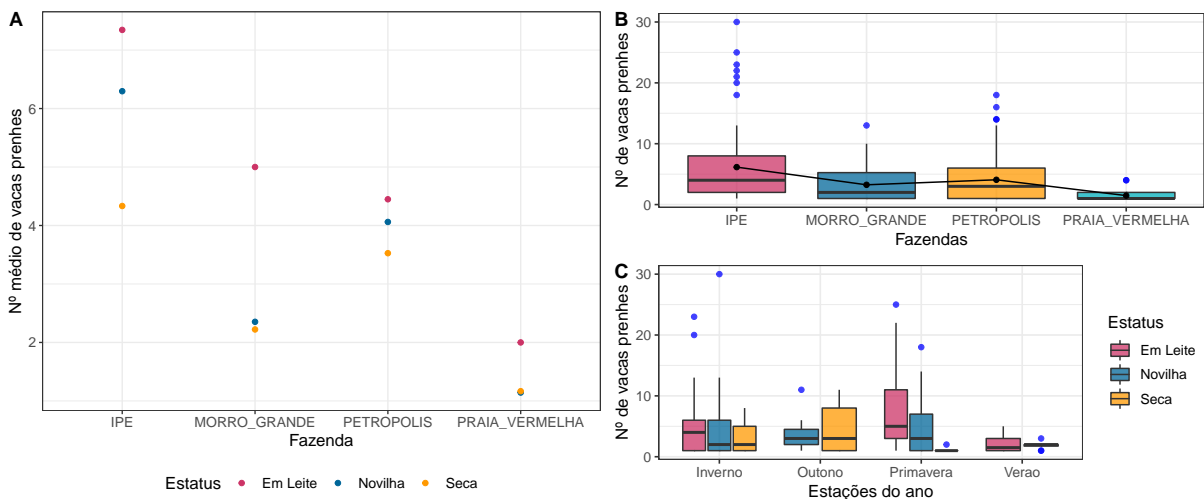 A
Nº médio de vacas prenhes
6
4
2
IPE MORRO_GRANDE PETRÓPOLIS PRAIA_VERMELHA
Fazenda
Estatus Em Leite Novilha Seca
B
Nº de vacas prenhes
30
20
10
0
IPE MORRO_GRANDE PETRÓPOLIS PRAIA_VERMELHA
Fazendas
C
Nº de vacas prenhes
30
20
10
0
Inverno Outono Primavera Verao
Estações do ano
Estatus
Em Leite
Novilha
Seca